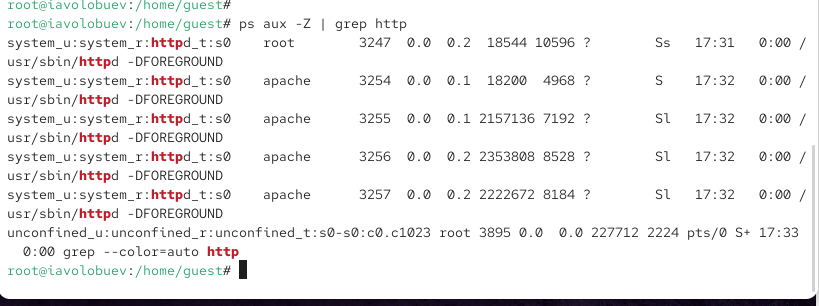 root@iavolobuev:/home/guest#
root@iavolobuev:/home/guest# ps aux -Z | grep http
system_u:system_r:httpd_t:s0    root        3247  0.0  0.2  18544 10596 ?        Ss   17:31   0:00 /
usr/sbin/httpd -DFOREGROUND
system_u:system_r:httpd_t:s0    apache      3254  0.0  0.1  18200  4968 ?        S    17:32   0:00 /
usr/sbin/httpd -DFOREGROUND
system_u:system_r:httpd_t:s0    apache      3255  0.0  0.1 2157136 7192 ?        Sl   17:32   0:00 /
usr/sbin/httpd -DFOREGROUND
system_u:system_r:httpd_t:s0    apache      3256  0.0  0.2 2353808 8528 ?        Sl   17:32   0:00 /
usr/sbin/httpd -DFOREGROUND
system_u:system_r:httpd_t:s0    apache      3257  0.0  0.2 2222672 8184 ?        Sl   17:32   0:00 /
usr/sbin/httpd -DFOREGROUND
unconfined_u:unconfined_r:unconfined_t:s0-s0:c0.c1023 root 3895 0.0  0.0 227712 2224 pts/0 S+ 17:33
  0:00 grep --color=auto http
root@iavolobuev:/home/guest#